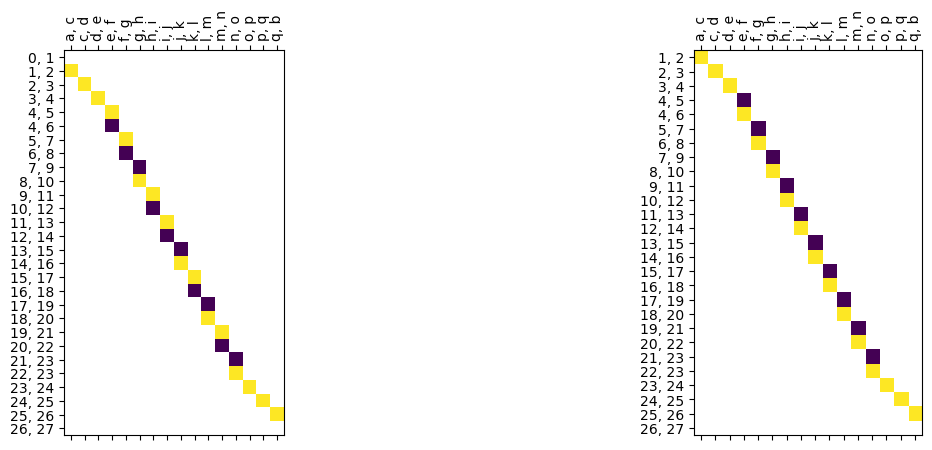 a, c
c, d
d, e
e, f
f, g
g, h
h, i
i, j
j, k
k, l
l, m
m, n
n, o
o, p
p, q
q, b
0, 1
1, 2
2, 3
3, 4
4, 5
4, 6
5, 7
6, 8
7, 9
8, 10
9, 11
10, 12
11, 13
12, 14
13, 15
14, 16
15, 17
16, 18
17, 19
18, 20
19, 21
20, 22
21, 23
22, 23
23, 24
24, 25
25, 26
26, 27
a, c
c, d
d, e
e, f
f, g
g, h
h, i
i, j
j, k
k, l
l, m
m, n
n, o
o, p
p, q
q, b
1, 2
2, 3
3, 4
4, 5
4, 6
5, 7
6, 8
7, 9
8, 10
9, 11
10, 12
11, 13
12, 14
13, 15
14, 16
15, 17
16, 18
17, 19
18, 20
19, 21
20, 22
21, 23
22, 23
23, 24
24, 25
25, 26
26, 27